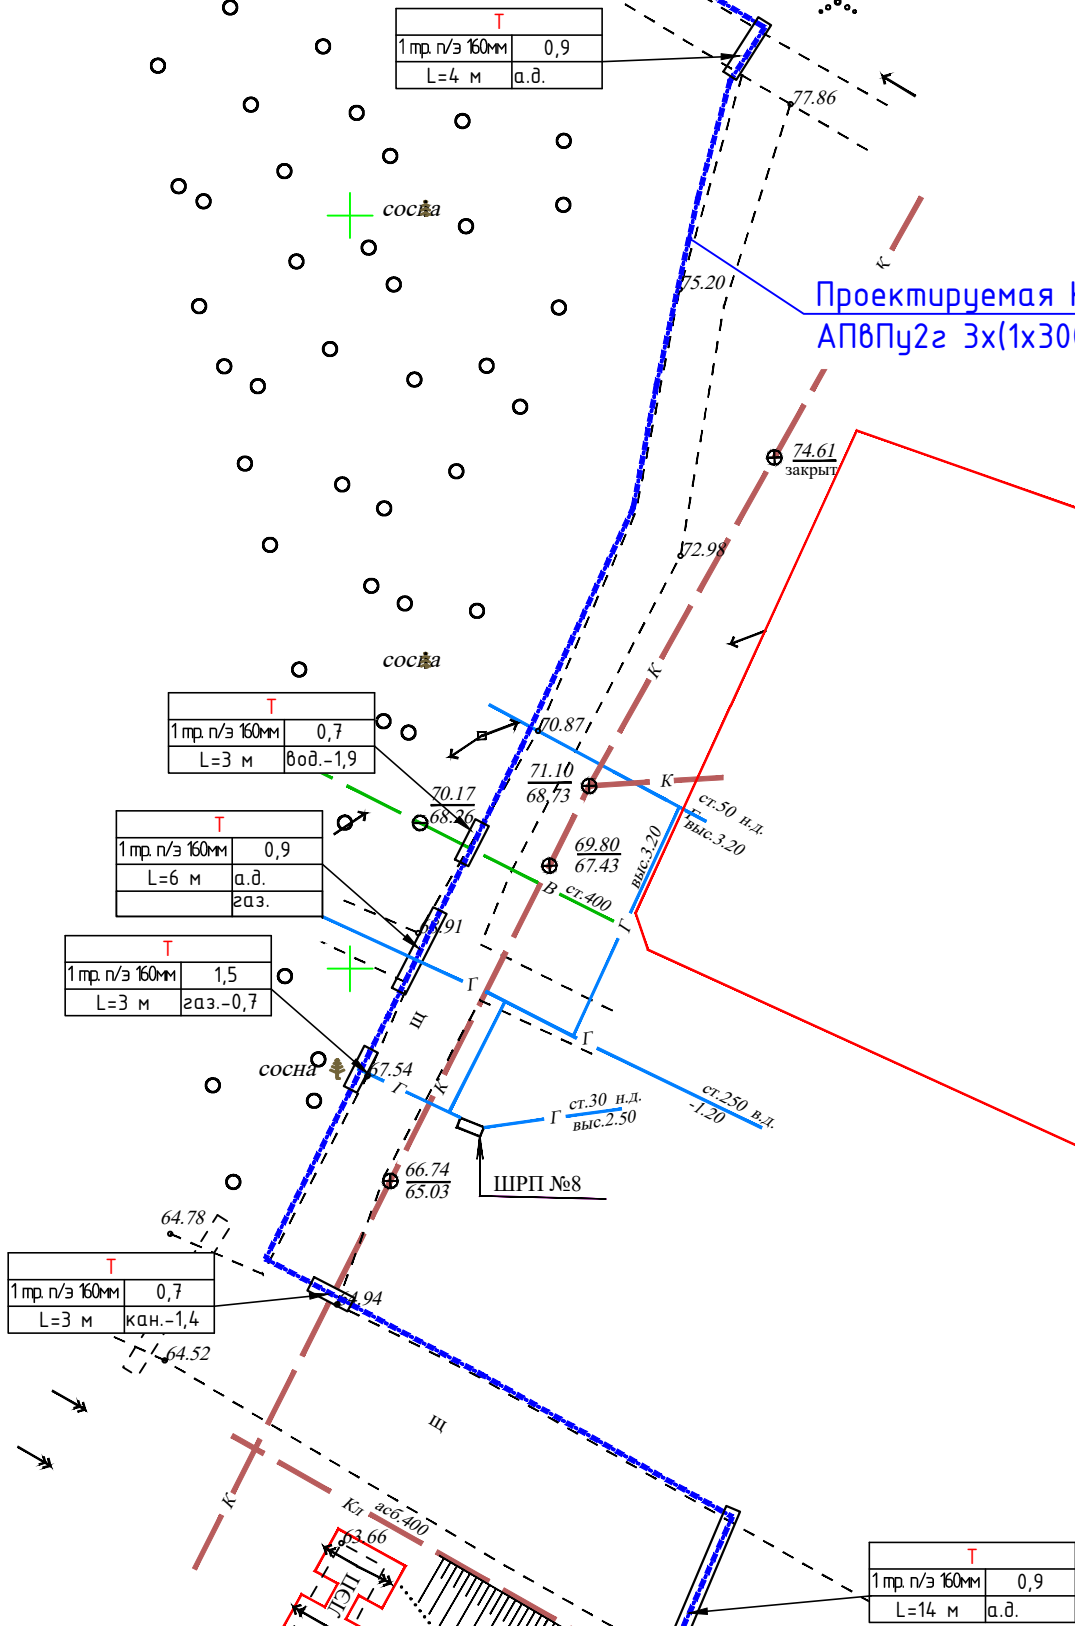 Т
1 тр. п/э 160мм 0,9
L=4 м а.д.
77.86
сосна
К
75.20
Проектируемая
АПвПу2г 3х(1х30
74.61
закрыт
72.98
К
сосна
Т
1 тр. п/э 160мм 0,7
L=3 м вод.-1,9
70.87
71.10
68.73
К
ст.50 н.д.
Г
выс.3.20
70.17
68.26
выс.3.20
69.80
67.43
В ст.400
Т
1 тр. п/э 160мм 0,9
L=6 м а.д.
газ.
Г
Т
1 тр. п/э 160мм 1,5
L=3 м газ.-0,7
Г
щ
Г
сосна
67.54
Г
К
ст.250 в.д.
-1.20
Г ст.30 н.д.
выс.2.50
66.74
65.03
ШРП №8
64.78
Т
1 тр. п/э 160мм 0,7
L=3 м кан.-1,4
64.52
щ
К
Кл асб.400
63.66
Т
1 тр. п/э 160мм 0,9
L=14 м а.д.